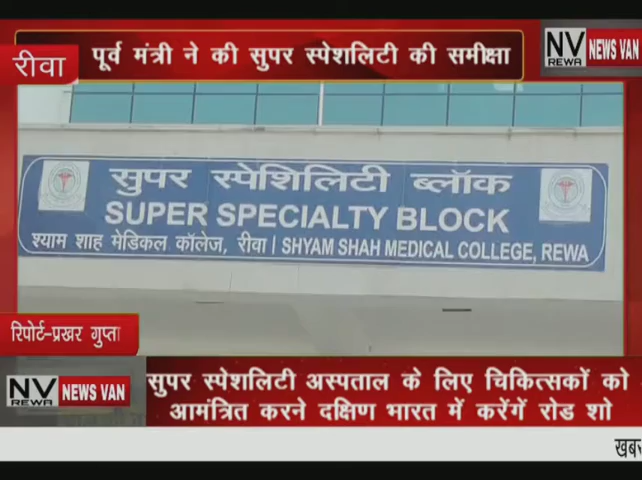 पूर्व मंत्री ने की सुपर स्पेशलिटी की समीक्षा
NV NEWS VAN
REWA
रीवा
सुपर स्पेशिलिटी ब्लॉक
SUPER SPECIALTY BLOCK
श्याम शाह मेडिकल कॉलेज, रीवा | SHYAM SHAH MEDICAL COLLEGE, REWA
रिपोर्ट-प्रखर गुप्ता
NV NEWS VAN
REWA
सुपर स्पेशलिटी अस्पताल के लिए चिकित्सकों को
आमंत्रित करने दक्षिण भारत में करेंगें रोड शो